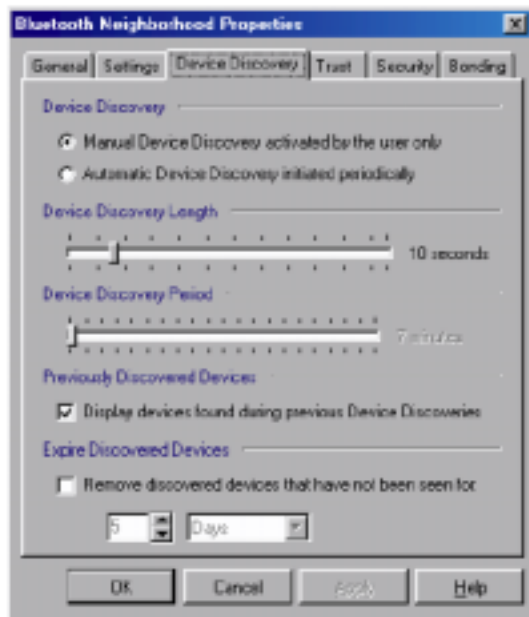 Bluetooth Neighborhood Properties
General Settings Device Discovery Trust Security Bonding
Device Discovery
Manual Device Discovery activated by the user only
Automatic Device Discovery initiated periodically
Device Discovery Length
10 seconds
Device Discovery Period
7 minutes
Previously Discovered Devices
Display devices found during previous Device Discoveries
Expire Discovered Devices
Remove discovered devices that have not been seen for:
5 Days
OK Cancel Apply Help